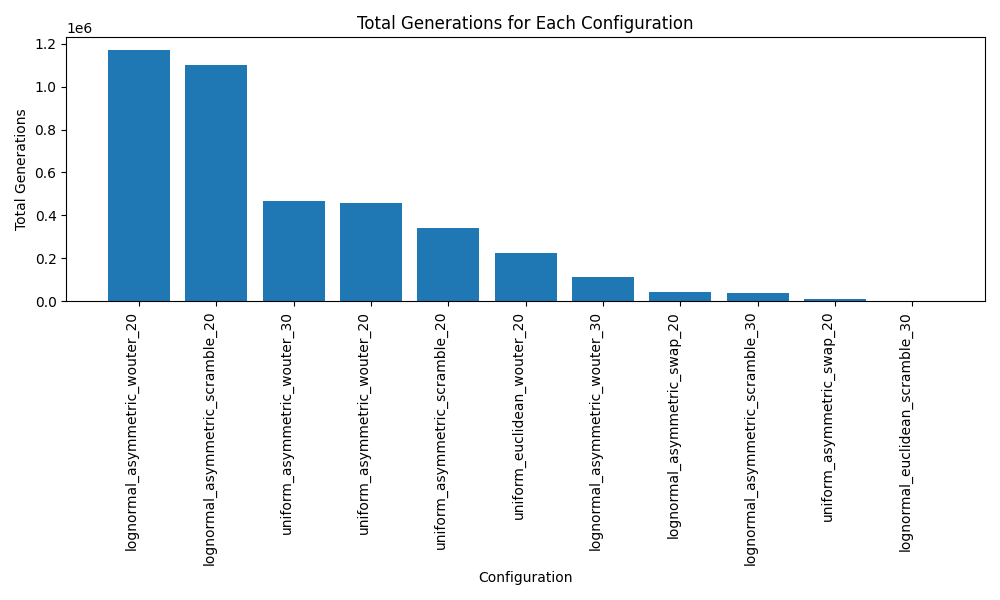 Total Generations for Each Configuration
1e6
1.2
1.0
0.8
0.6
0.4
0.2
0.0
Total Generations
lognormal_asymmetric_wouter_20
lognormal_asymmetric_scramble_20
uniform_asymmetric_wouter_30
uniform_asymmetric_wouter_20
uniform_asymmetric_scramble_20
uniform_euclidean_wouter_20
lognormal_asymmetric_wouter_30
lognormal_asymmetric_swap_20
lognormal_asymmetric_scramble_30
uniform_asymmetric_swap_20
lognormal_euclidean_scramble_30
Configuration